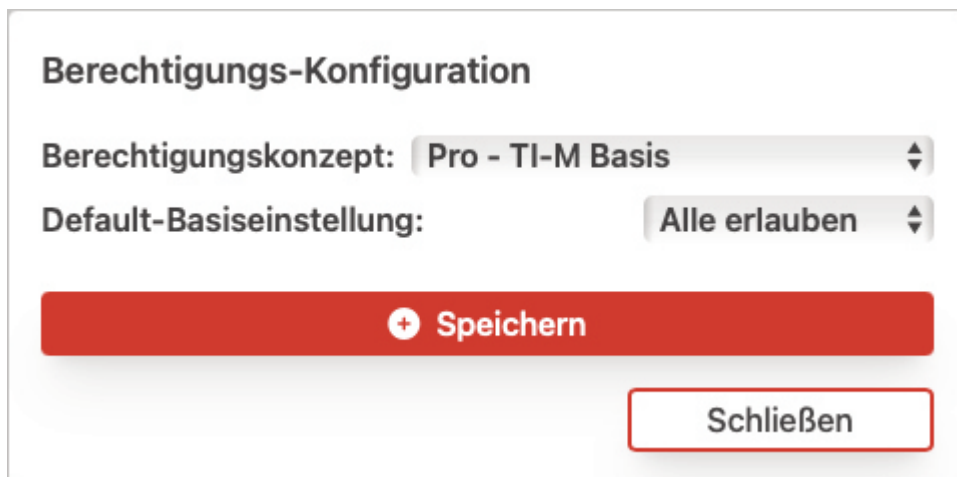 Berechtigungs-Konfiguration
Berechtigungskonzept: Pro - TI-M Basis
Default-Basiseinstellung: Alle erlauben
Speichern
Schließen